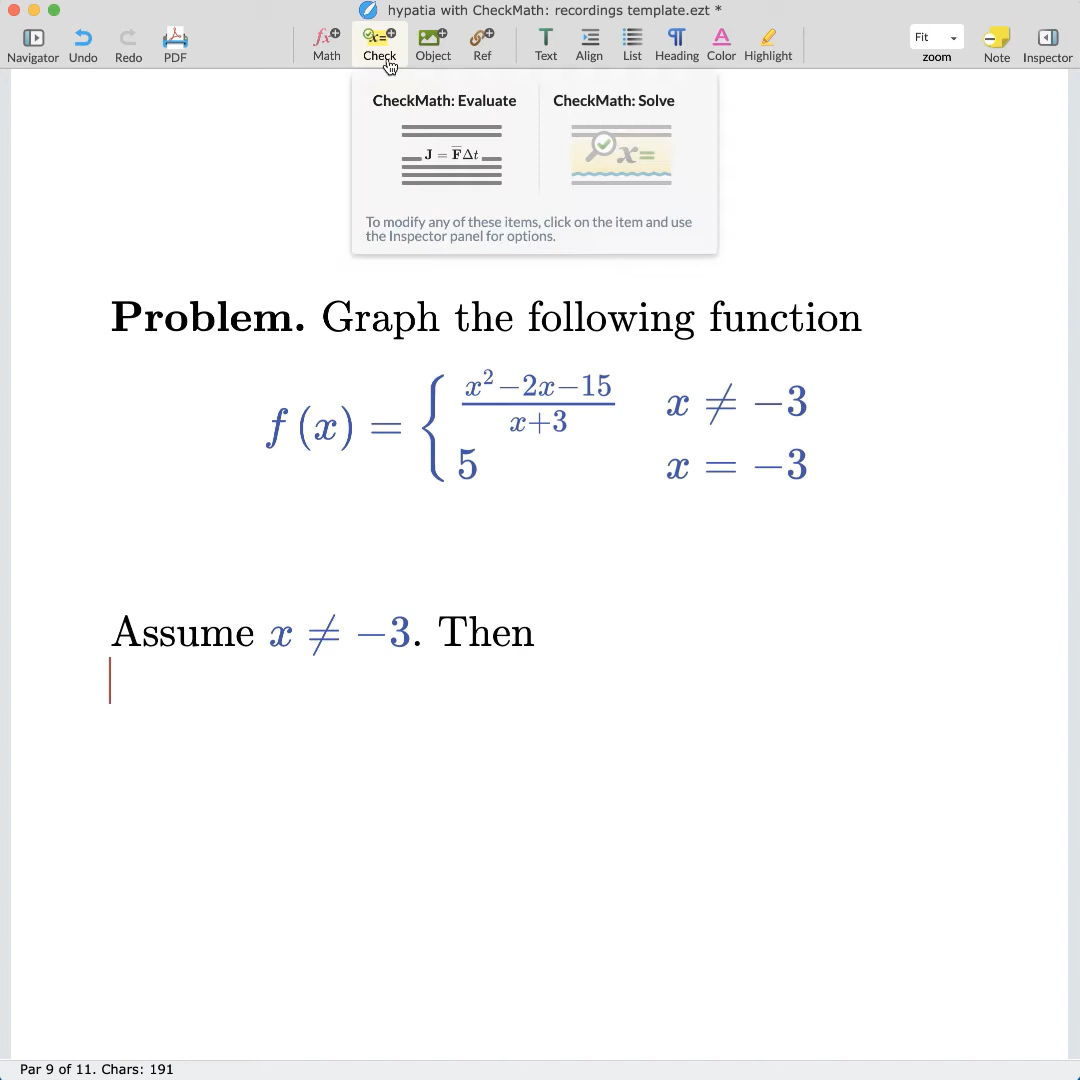 hypatia with CheckMath: recordings template.ezt *
Navigator Undo Redo PDF Math Check Object Ref Text Align List Heading Color Highlight Fit zoom Note Inspector
CheckMath: Evaluate CheckMath: Solve
J = F̅Δt x=
To modify any of these items, click on the item and use
the Inspector panel for options.
Problem. Graph the following function
f (x) = { (x² − 2x − 15)/(x+3) x ≠ −3
5 x = −3
Assume x ≠ −3. Then
Par 9 of 11. Chars: 191